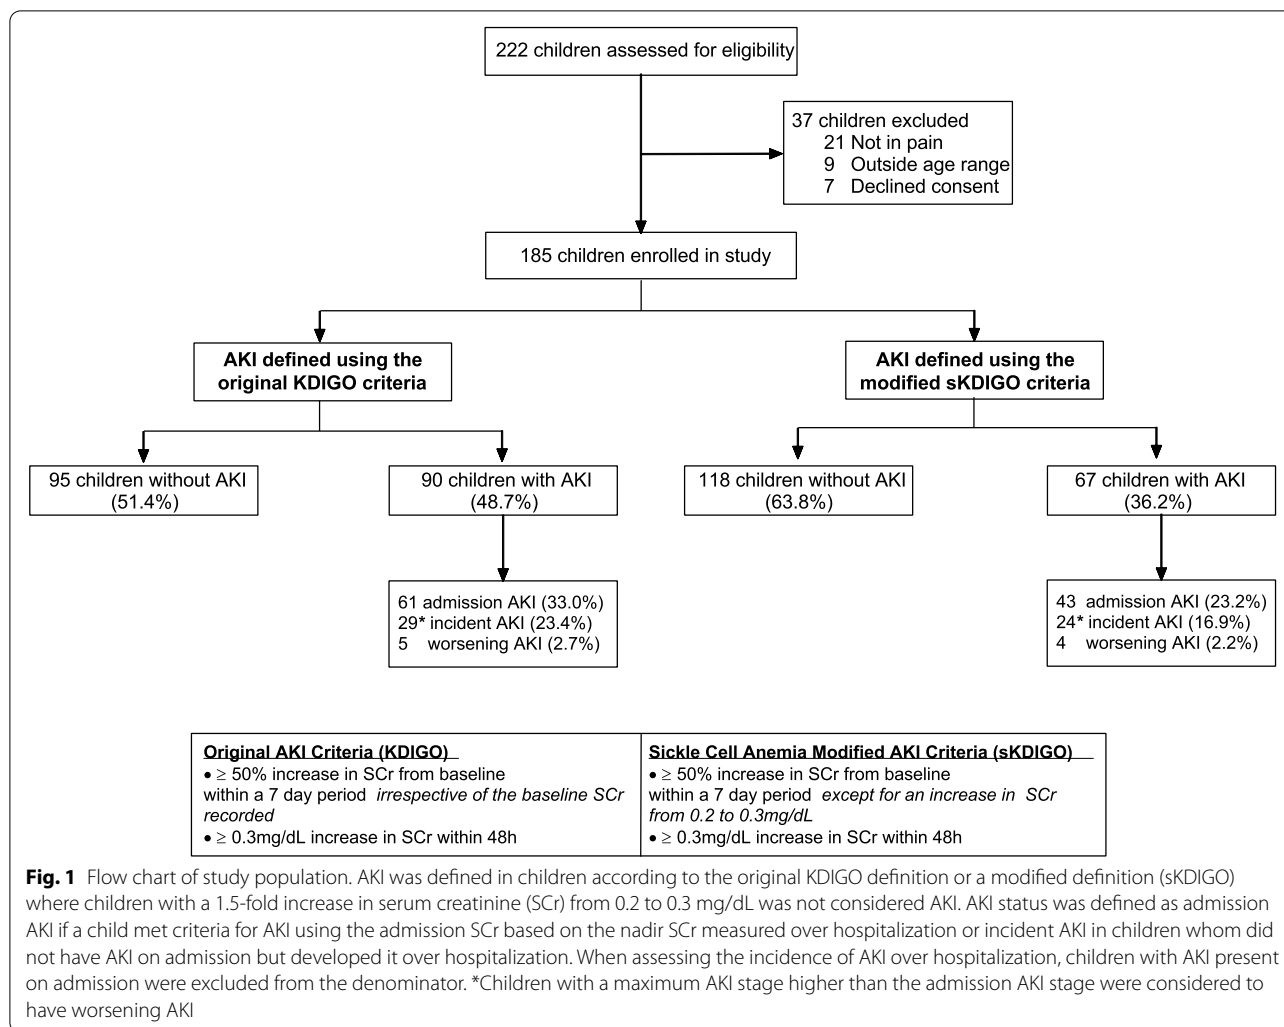 222 children assessed for eligibility
37 children excluded
21 Not in pain
9 Outside age range
7 Declined consent
185 children enrolled in study
AKI defined using the
original KDIGO criteria
AKI defined using the
modified sKDIGO criteria
95 children without AKI
(51.4%)
90 children with AKI
(48.7%)
118 children without AKI
(63.8%)
67 children with AKI
(36.2%)
61 admission AKI (33.0%)
29* incident AKI (23.4%)
5 worsening AKI (2.7%)
43 admission AKI (23.2%)
24* incident AKI (16.9%)
4 worsening AKI (2.2%)
Original AKI Criteria (KDIGO)
• ≥ 50% increase in SCr from baseline
within a 7 day period irrespective of the baseline SCr
recorded
• ≥ 0.3mg/dL increase in SCr within 48h
Sickle Cell Anemia Modified AKI Criteria (sKDIGO)
• ≥ 50% increase in SCr from baseline
within a 7 day period except for an increase in SCr
from 0.2 to 0.3mg/dL
• ≥ 0.3mg/dL increase in SCr within 48h
Fig. 1 Flow chart of study population. AKI was defined in children according to the original KDIGO definition or a modified definition (sKDIGO)
where children with a 1.5-fold increase in serum creatinine (SCr) from 0.2 to 0.3 mg/dL was not considered AKI. AKI status was defined as admission
AKI if a child met criteria for AKI using the admission SCr based on the nadir SCr measured over hospitalization or incident AKI in children whom did
not have AKI on admission but developed it over hospitalization. When assessing the incidence of AKI over hospitalization, children with AKI present
on admission were excluded from the denominator. *Children with a maximum AKI stage higher than the admission AKI stage were considered to
have worsening AKI